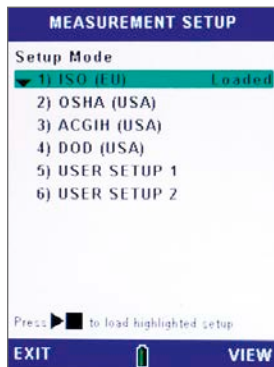 MEASUREMENT SETUP
Setup Mode
1) ISO (EU) Loaded
2) OSHA (USA)
3) ACGIH (USA)
4) DOD (USA)
5) USER SETUP 1
6) USER SETUP 2
Press to load highlighted setup
EXIT VIEW